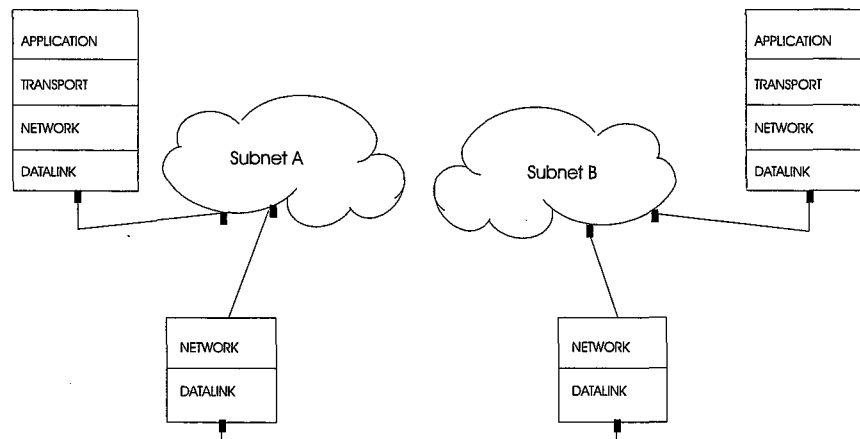 APPLICATION
TRANSPORT
NETWORK
DATALINK
Subnet A
Subnet B
APPLICATION
TRANSPORT
NETWORK
DATALINK
NETWORK
DATALINK
NETWORK
DATALINK